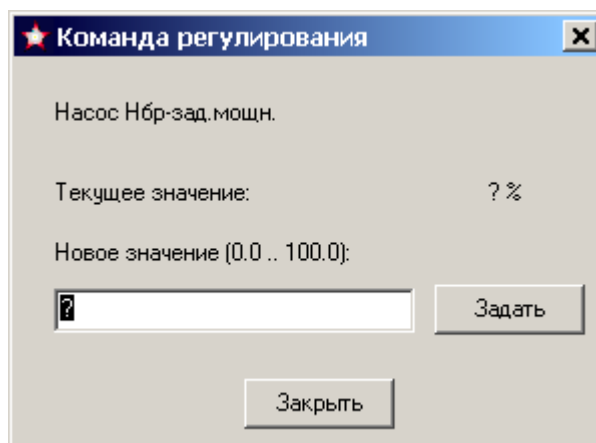 Команда регулирования
Насос Нбр-зад.мощн.
Текущее значение: ? %
Новое значение (0.0 .. 100.0):
?
Задать
Закрыть